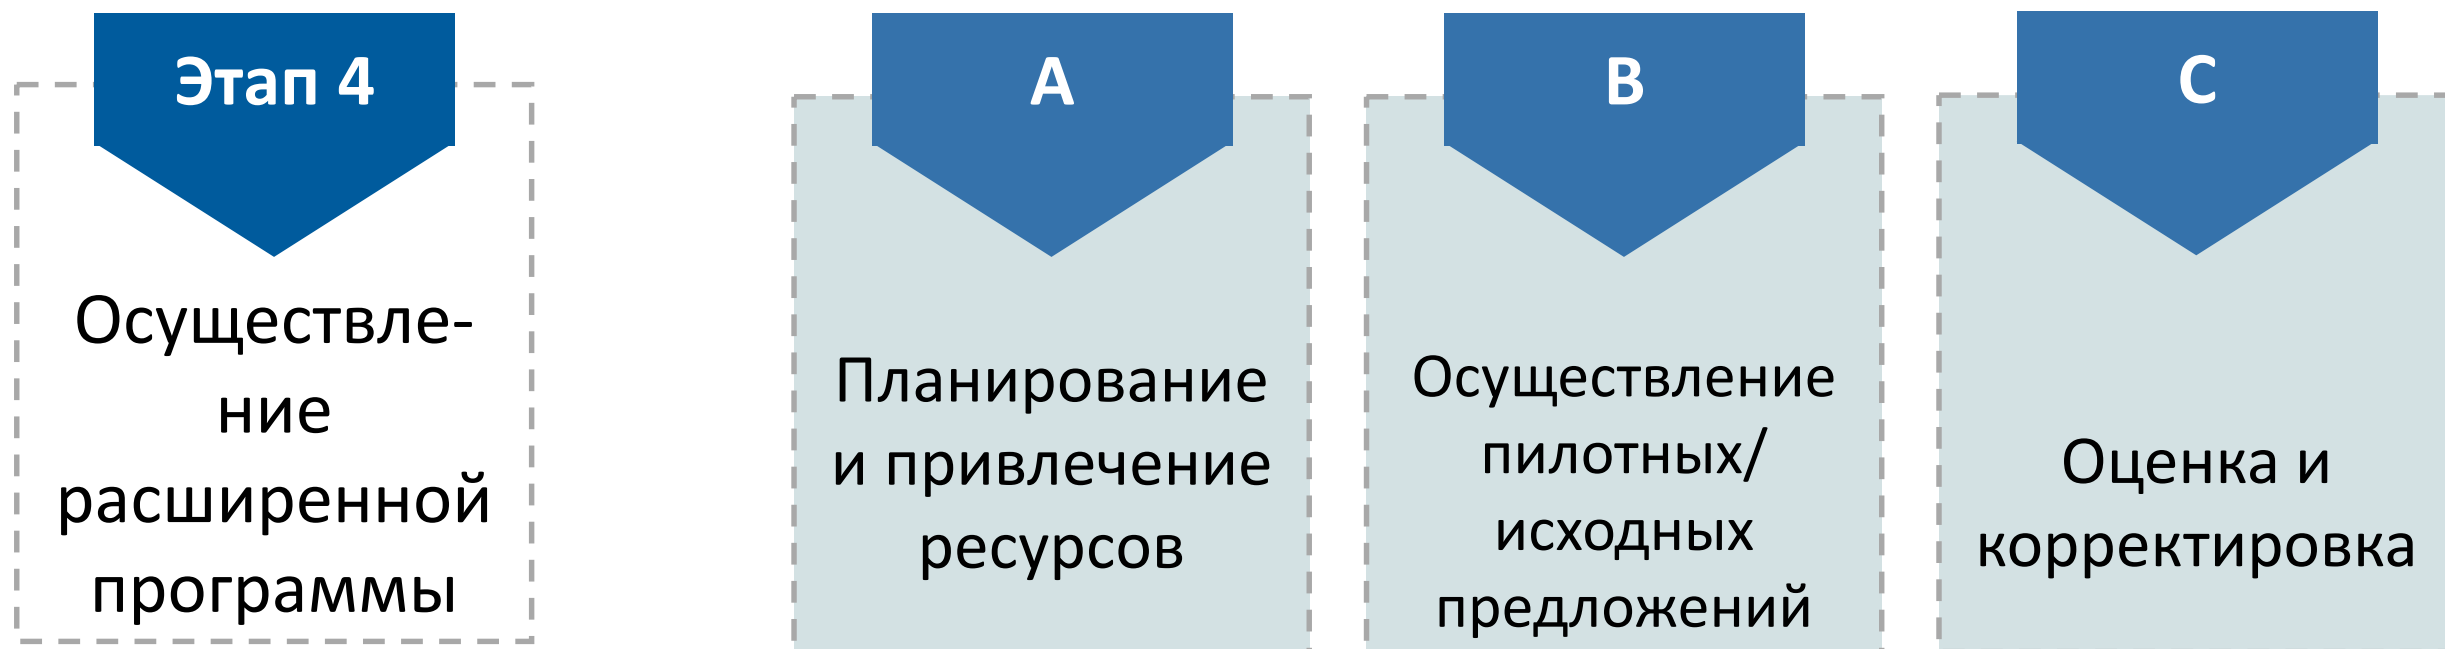 Этап 4
Осуществле-
ние
расширенной
программы
A
Планирование
и привлечение
ресурсов
B
Осуществление
пилотных/
исходных
предложений
C
Оценка и
корректировка